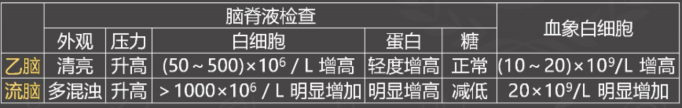 脑脊液检查 血象白细胞
外观 压力 白细胞 蛋白 糖
乙脑 清亮 升高 (50~500)×10⁶ / L 增高 轻度增高 正常 (10~20)×10⁹/L 增高
流脑 多混浊 升高 >1000×10⁶ / L 明显增加 明显增高 减低 20×10⁹/L 明显增加